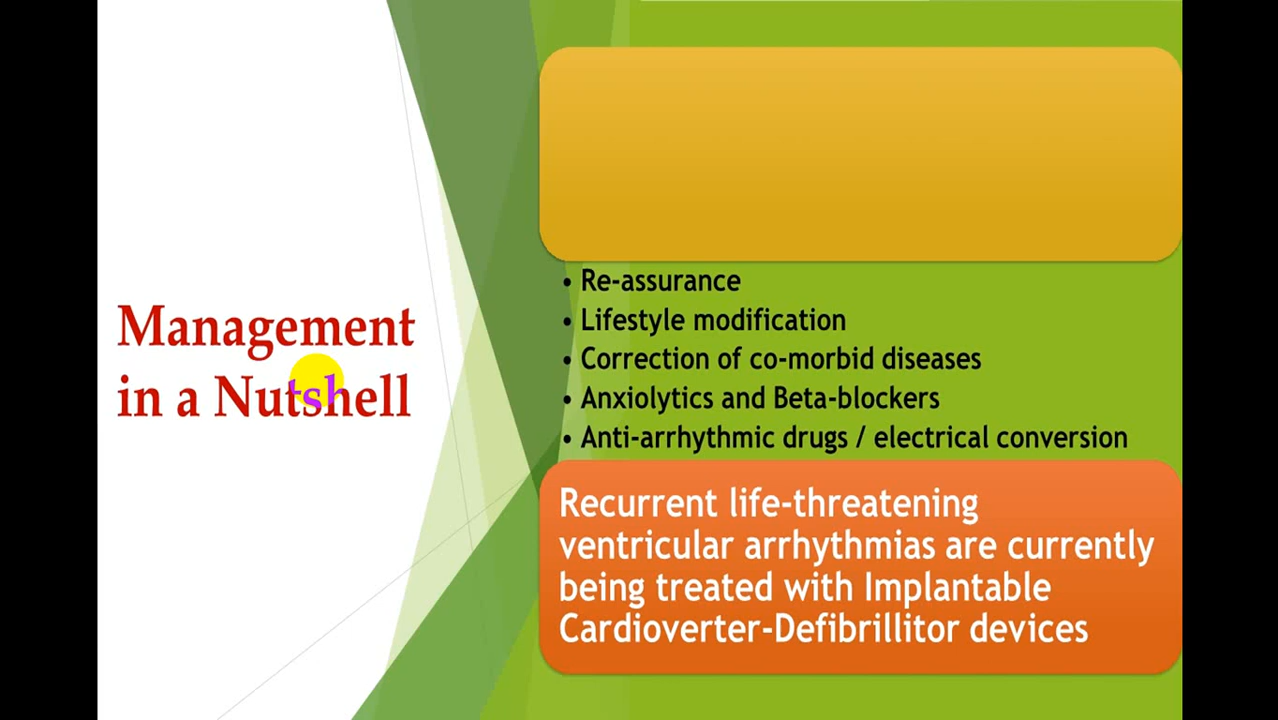 Management
in a Nutshell
• Re-assurance
• Lifestyle modification
• Correction of co-morbid diseases
• Anxiolytics and Beta-blockers
• Anti-arrhythmic drugs / electrical conversion
Recurrent life-threatening
ventricular arrhythmias are currently
being treated with Implantable
Cardioverter-Defibrillitor devices